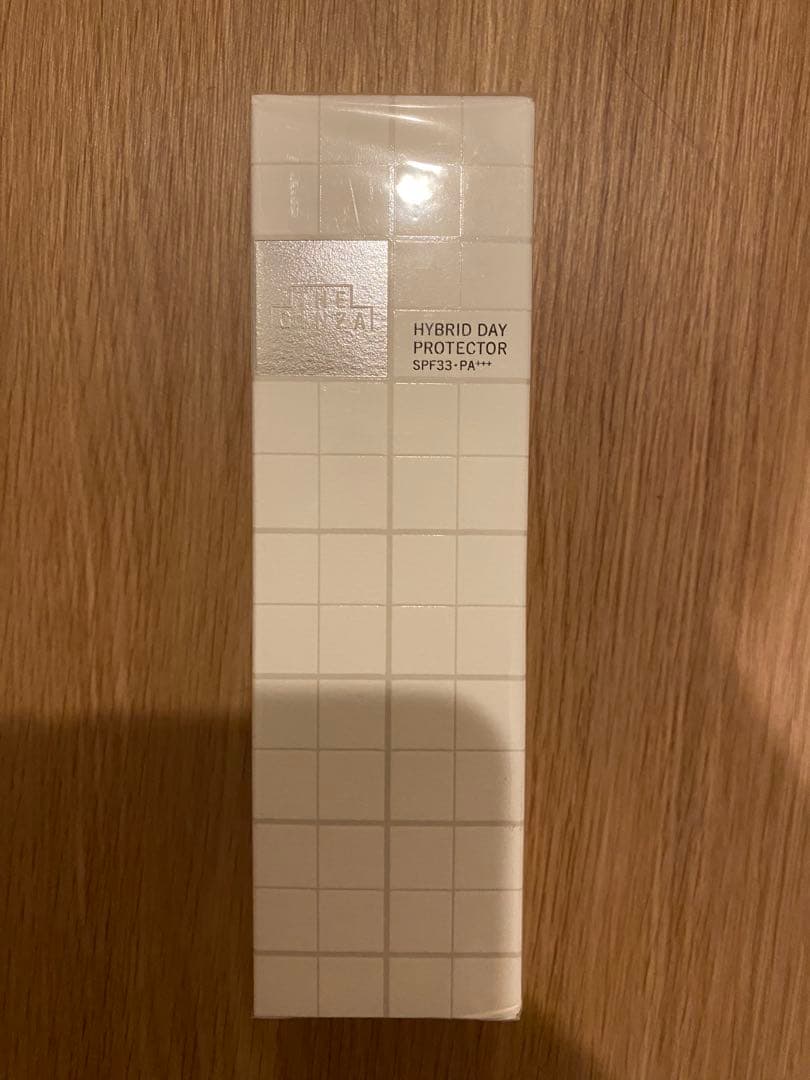 THE
GINZA
HYBRID DAY
PROTECTOR
SPF33・PA+++